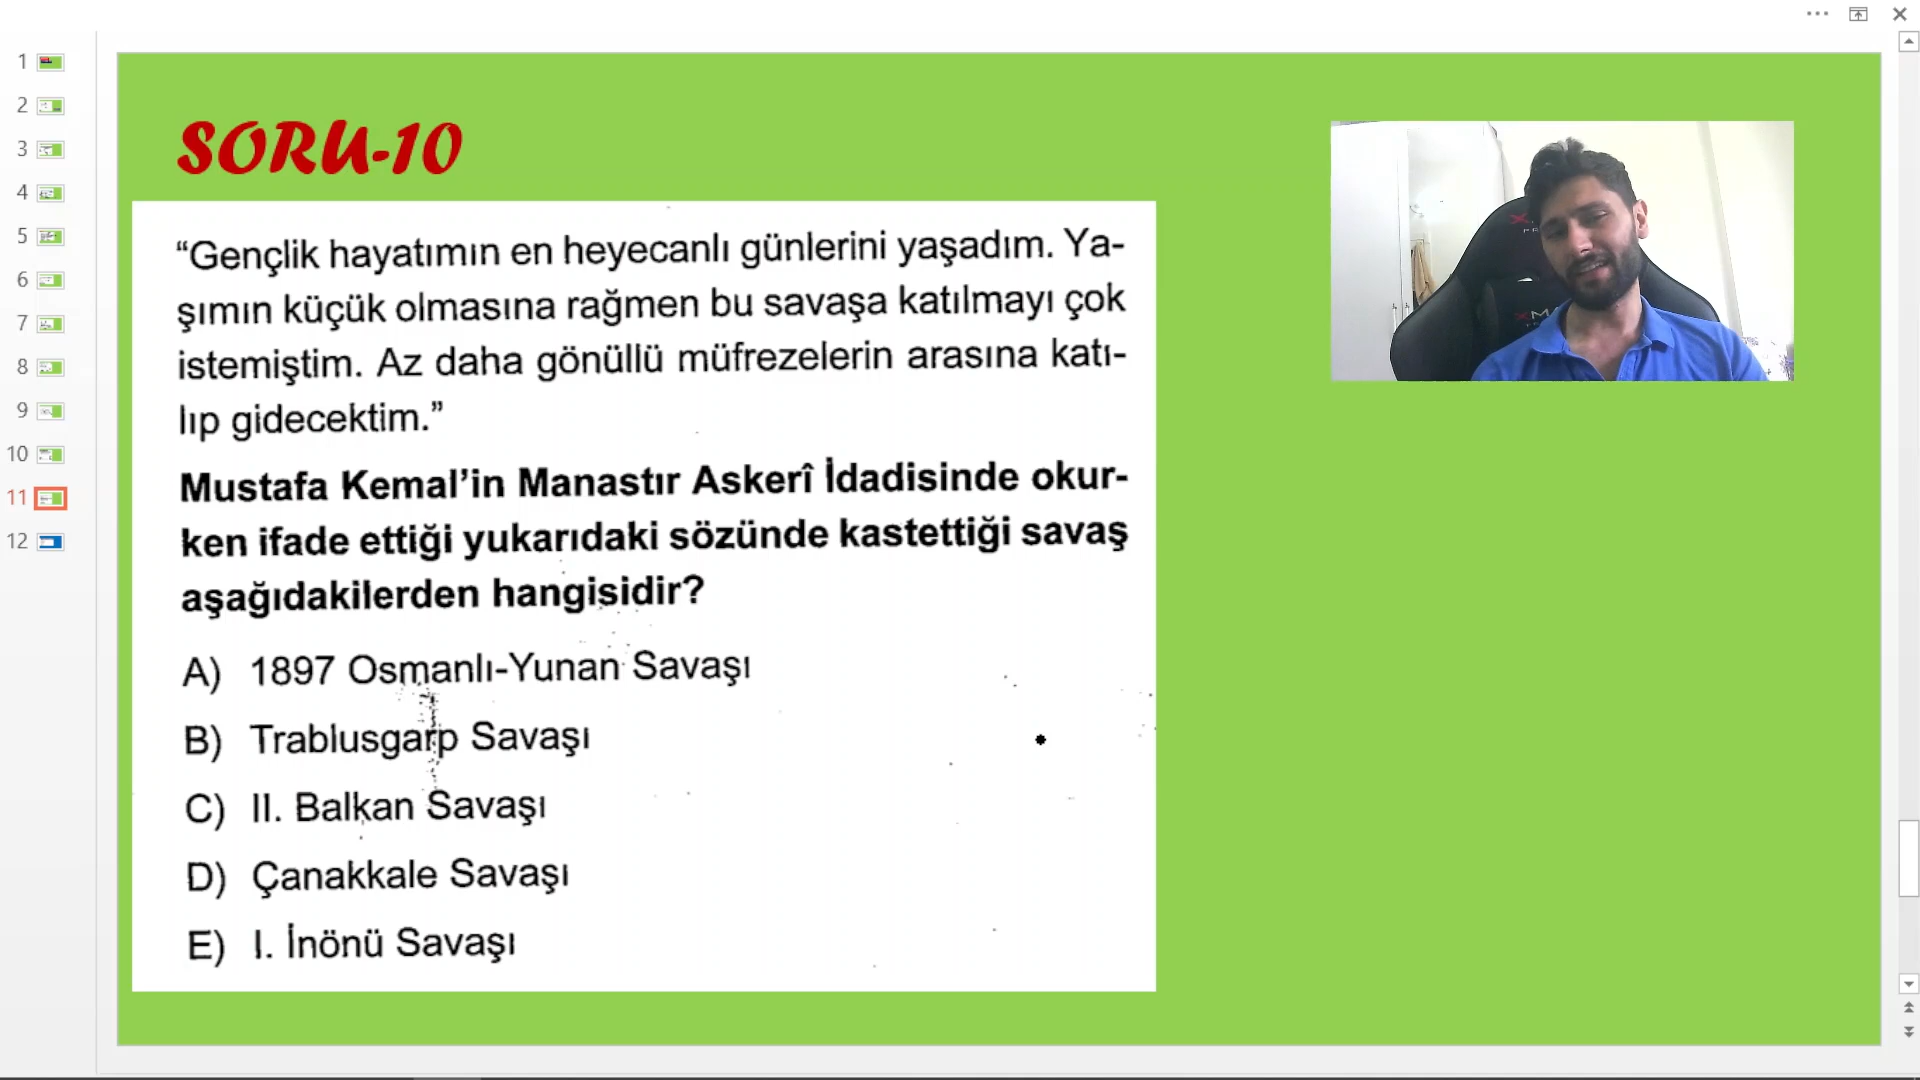 1
2
3
4
5
6
7
8
9
10
11
12
SORU-10
“Gençlik hayatımın en heyecanlı günlerini yaşadım. Ya-
şımın küçük olmasına rağmen bu savaşa katılmayı çok
istemiştim. Az daha gönüllü müfrezelerin arasına katı-
lıp gidecektim.”
Mustafa Kemal’in Manastır Askerî İdadisinde okur-
ken ifade ettiği yukarıdaki sözünde kastettiği savaş
aşağıdakilerden hangisidir?
A) 1897 Osmanlı-Yunan Savaşı
B) Trablusgarp Savaşı
C) II. Balkan Savaşı
D) Çanakkale Savaşı
E) I. İnönü Savaşı